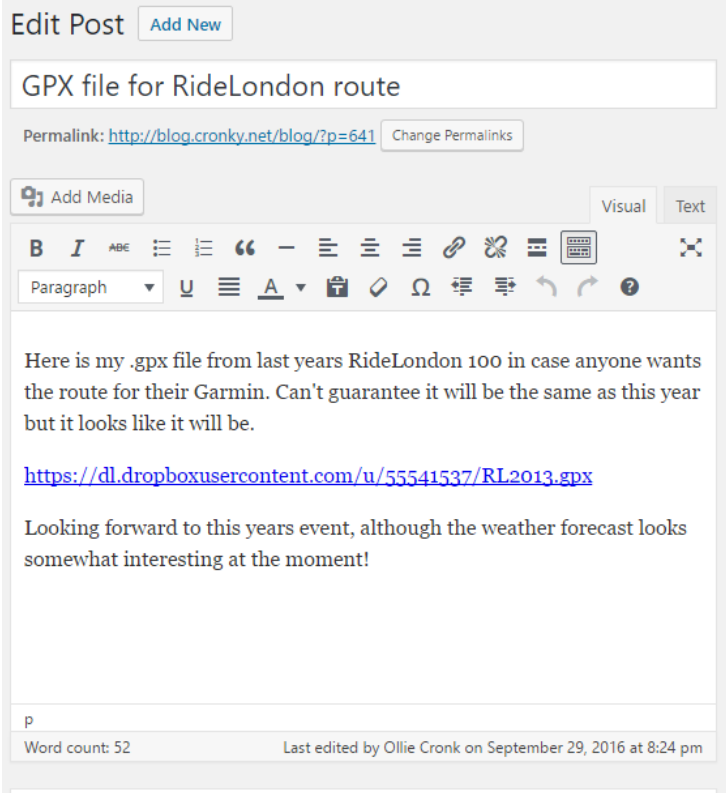 Edit Post Add New
GPX file for RideLondon route
Permalink: http://blog.cronky.net/blog/?p=641 Change Permalinks
Add Media
Visual Text
B I ABE
Paragraph U A Ω
Here is my .gpx file from last years RideLondon 100 in case anyone wants
the route for their Garmin. Can't guarantee it will be the same as this year
but it looks like it will be.
https://dl.dropboxusercontent.com/u/55541537/RL2013.gpx
Looking forward to this years event, although the weather forecast looks
somewhat interesting at the moment!
p
Word count: 52 Last edited by Ollie Cronk on September 29, 2016 at 8:24 pm